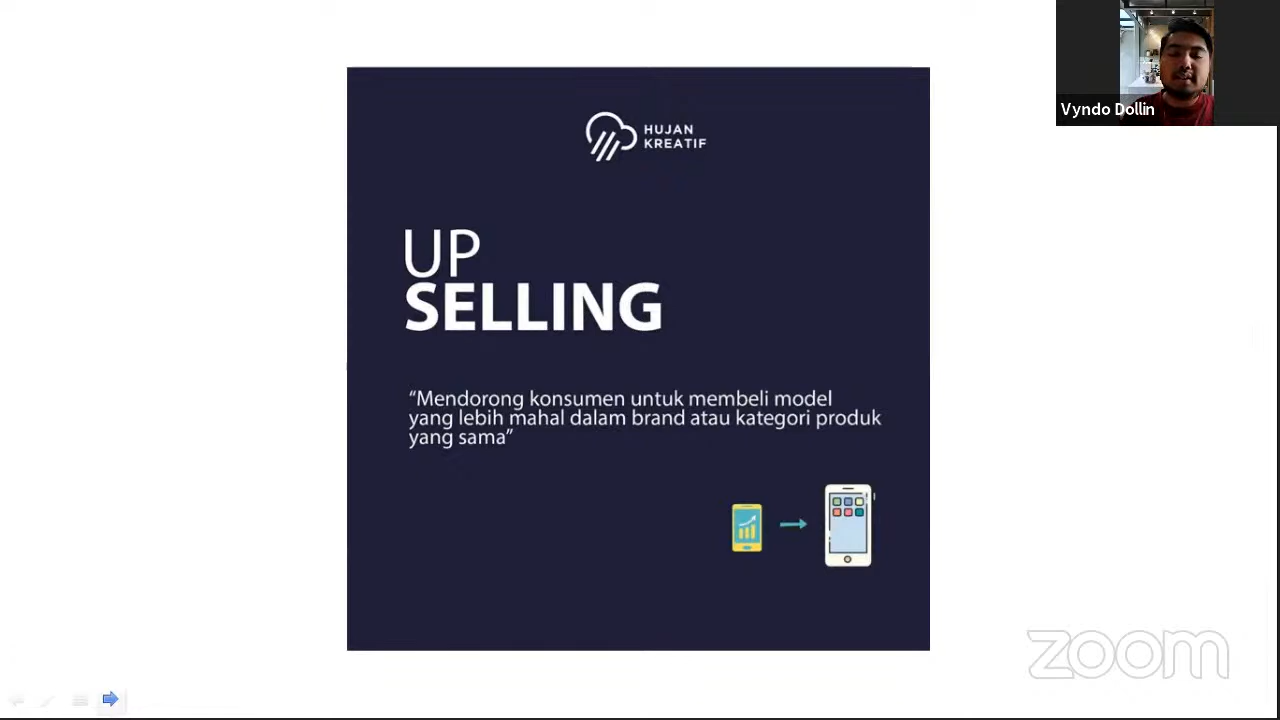 Vyndo Dollin
HUJAN
KREATIF
UP
SELLING
“Mendorong konsumen untuk membeli model
yang lebih mahal dalam brand atau kategori produk
yang sama”
zoom